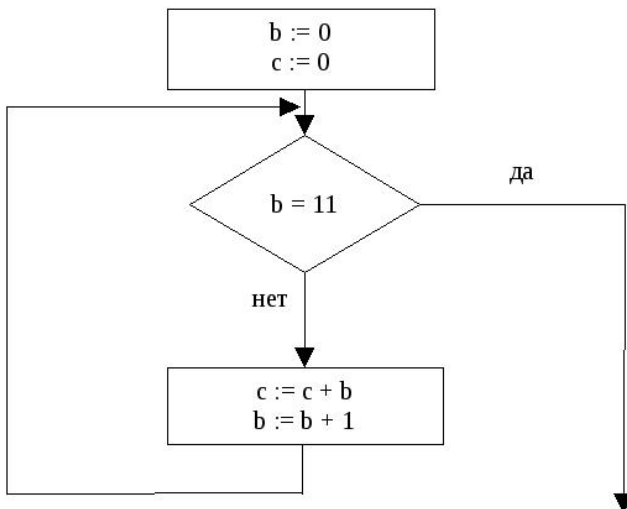 b := 0
c := 0
b = 11
да
нет
c := c + b
b := b + 1